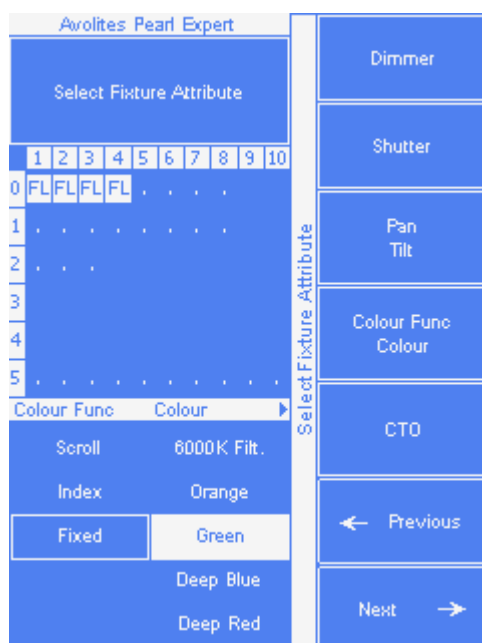 Avolites Pearl Expert
Select Fixture Attribute
1 2 3 4 5 6 7 8 9 10
0 FL FL FL FL . . . .
1 . . . . . . . .
2 . . .
3
4
5 . . . . . . . . . .
Colour Func Colour
Scroll 6000K Filt.
Index Orange
Fixed Green
Deep Blue
Deep Red
Select Fixture Attribute
Dimmer
Shutter
Pan
Tilt
Colour Func
Colour
CTO
← Previous
Next →